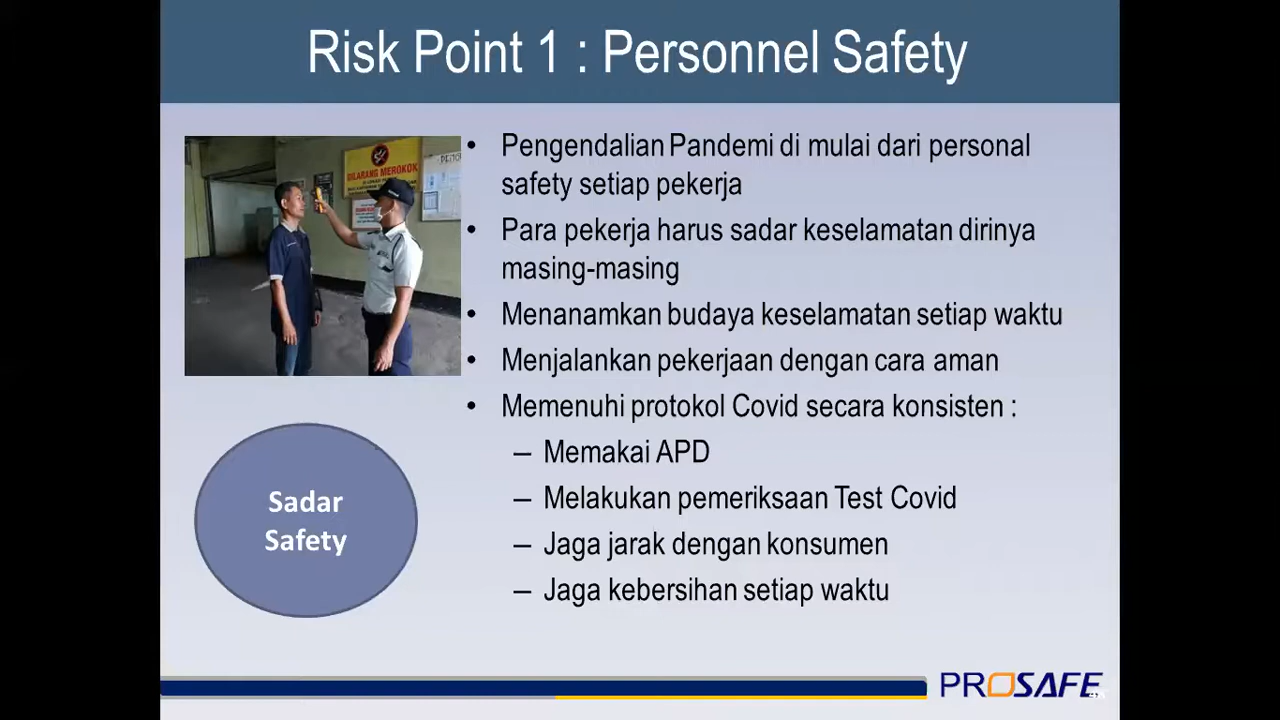 Risk Point 1 : Personnel Safety
DILARANG MEROKOK
• Pengendalian Pandemi di mulai dari personal
safety setiap pekerja
• Para pekerja harus sadar keselamatan dirinya
masing-masing
• Menanamkan budaya keselamatan setiap waktu
• Menjalankan pekerjaan dengan cara aman
• Memenuhi protokol Covid secara konsisten :
– Memakai APD
– Melakukan pemeriksaan Test Covid
– Jaga jarak dengan konsumen
– Jaga kebersihan setiap waktu
Sadar
Safety
PROSAFE